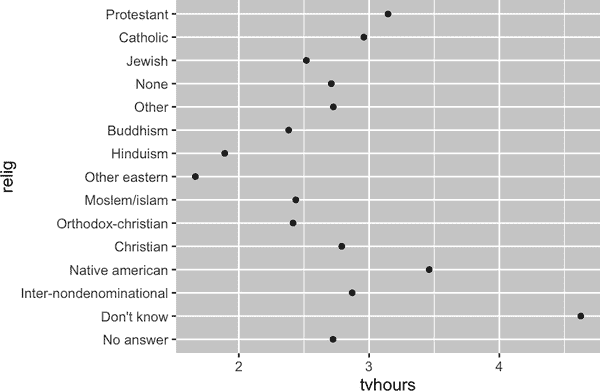 Protestant
Catholic
Jewish
None
Other
Buddhism
Hinduism
Other eastern
Moslem/islam
Orthodox-christian
Christian
Native american
Inter-nondenominational
Don't know
No answer
relig
2 3 4
tvhours